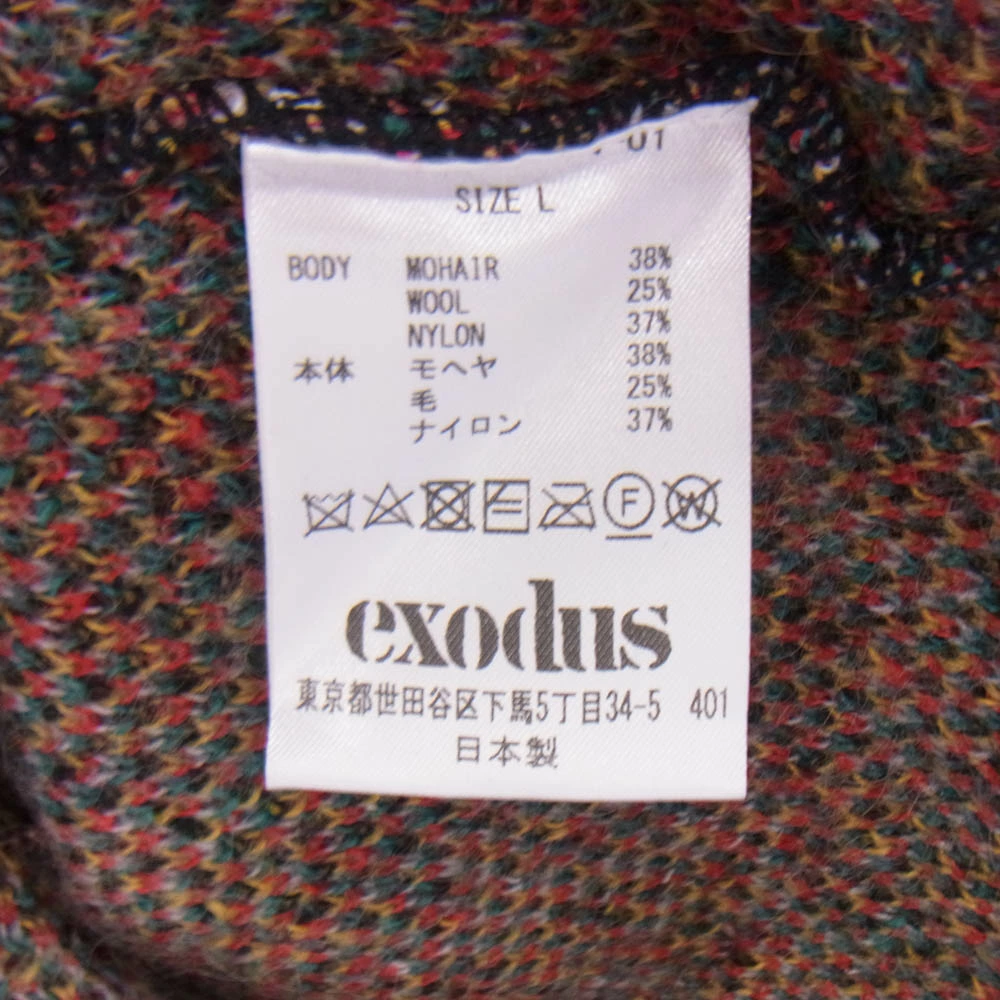 01
SIZE L
BODY MOHAIR 38%
WOOL 25%
NYLON 37%
本体 モヘヤ 38%
毛 25%
ナイロン 37%
F W
exodus
東京都世田谷区下馬5丁目34-5 401
日本製